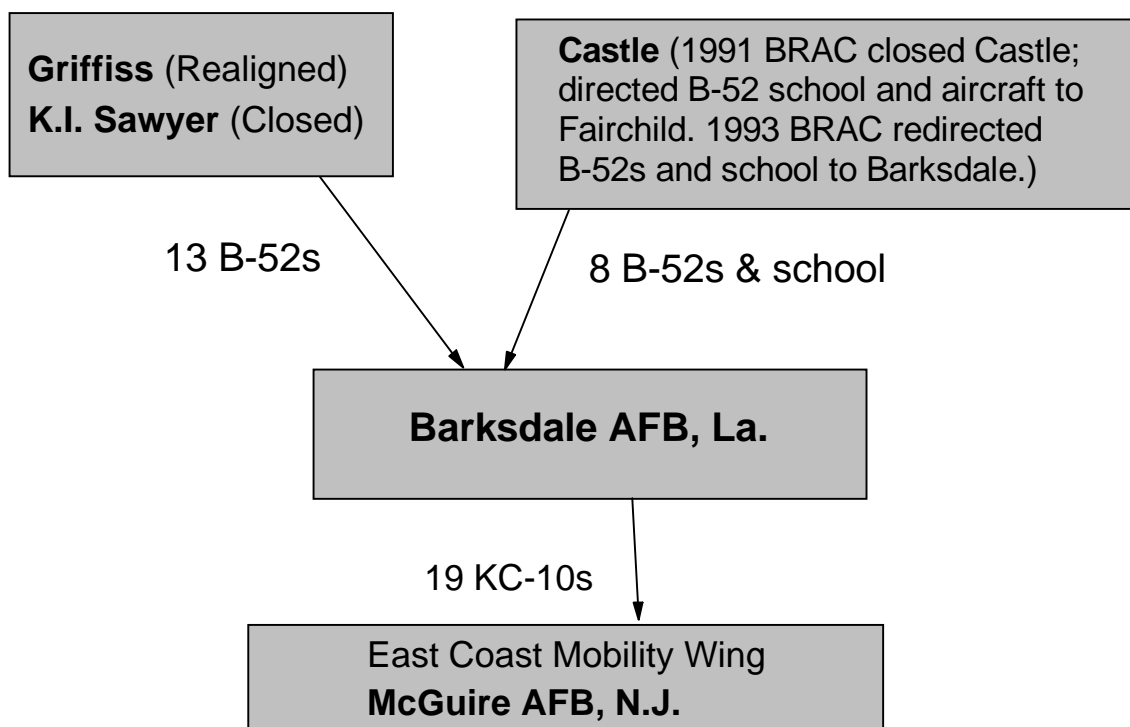 Griffiss (Realigned)
K.I. Sawyer (Closed)
Castle (1991 BRAC closed Castle;
directed B-52 school and aircraft to
Fairchild. 1993 BRAC redirected
B-52s and school to Barksdale.)
13 B-52s
8 B-52s & school
Barksdale AFB, La.
19 KC-10s
East Coast Mobility Wing
McGuire AFB, N.J.